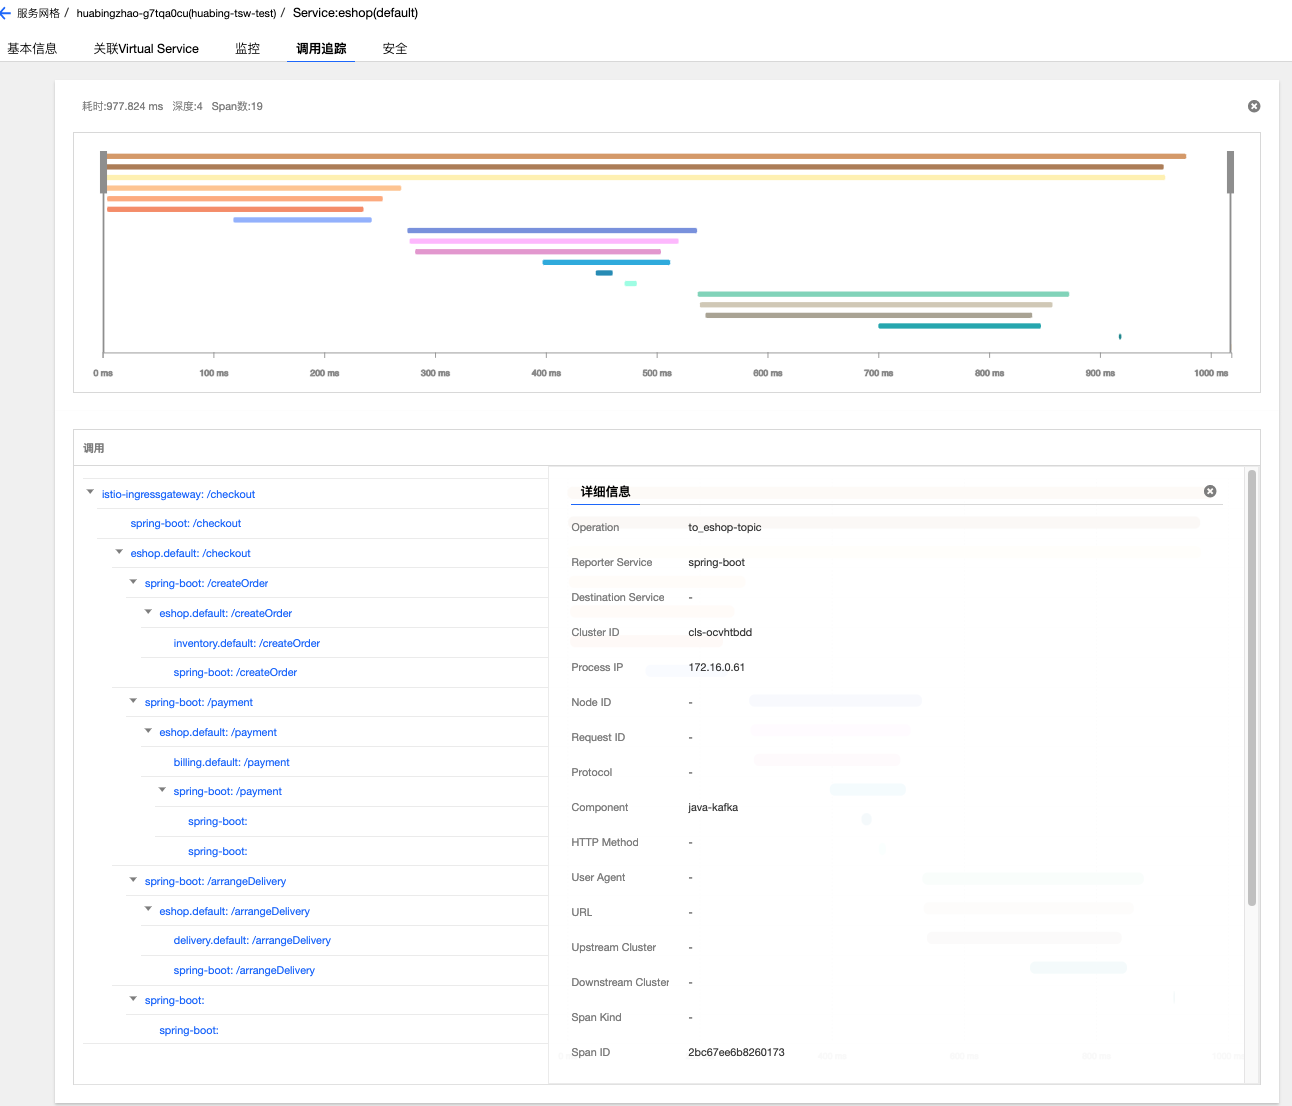 服务网格 / huabingzhao-g7tqa0cu(huabing-tsw-test) / Service:eshop(default)
基本信息 关联Virtual Service 监控 调用追踪 安全
耗时:977.824 ms 深度:4 Span数:19
0 ms 100 ms 200 ms 300 ms 400 ms 500 ms 600 ms 700 ms 800 ms 900 ms 1000 ms
调用
istio-ingressgateway: /checkout
spring-boot: /checkout
eshop.default: /checkout
spring-boot: /createOrder
eshop.default: /createOrder
inventory.default: /createOrder
spring-boot: /createOrder
spring-boot: /payment
eshop.default: /payment
billing.default: /payment
spring-boot: /payment
spring-boot:
spring-boot:
spring-boot: /arrangeDelivery
eshop.default: /arrangeDelivery
delivery.default: /arrangeDelivery
spring-boot: /arrangeDelivery
spring-boot:
spring-boot:
详细信息
Operation to_eshop-topic
Reporter Service spring-boot
Destination Service -
Cluster ID cls-ocvhtbdd
Process IP 172.16.0.61
Node ID -
Request ID -
Protocol -
Component java-kafka
HTTP Method -
User Agent -
URL -
Upstream Cluster -
Downstream Cluster -
Span Kind -
Span ID 2bc67ee6b8260173